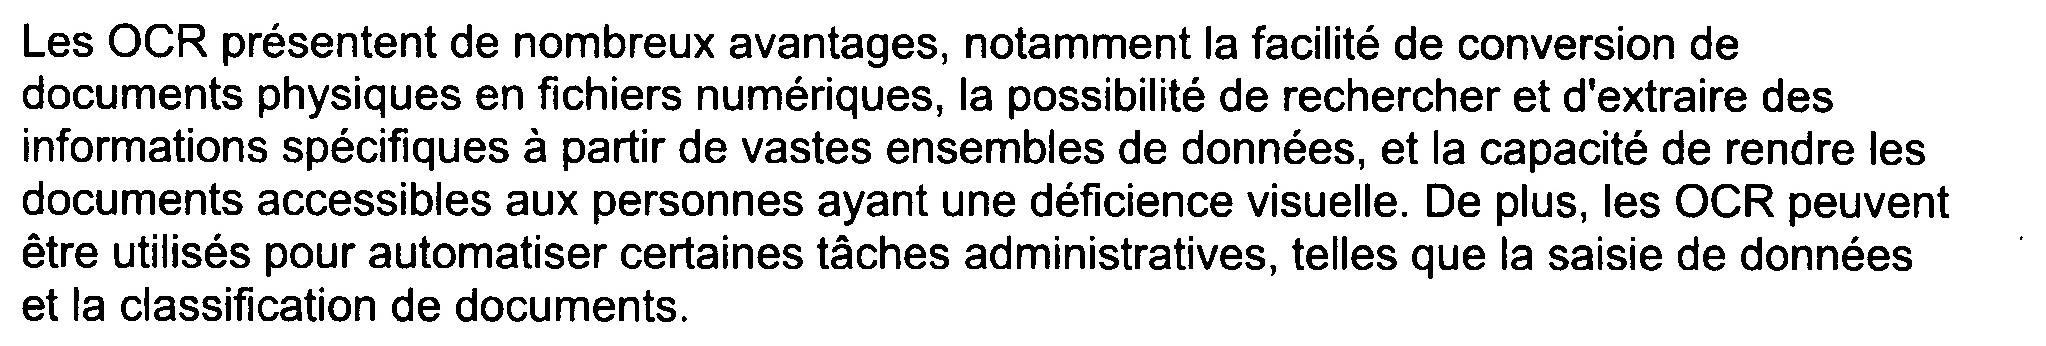 Les OCR présentent de nombreux avantages, notamment la facilité de conversion de
documents physiques en fichiers numériques, la possibilité de rechercher et d'extraire des
informations spécifiques à partir de vastes ensembles de données, et la capacité de rendre les
documents accessibles aux personnes ayant une déficience visuelle. De plus, les OCR peuvent
être utilisés pour automatiser certaines tâches administratives, telles que la saisie de données
et la classification de documents.